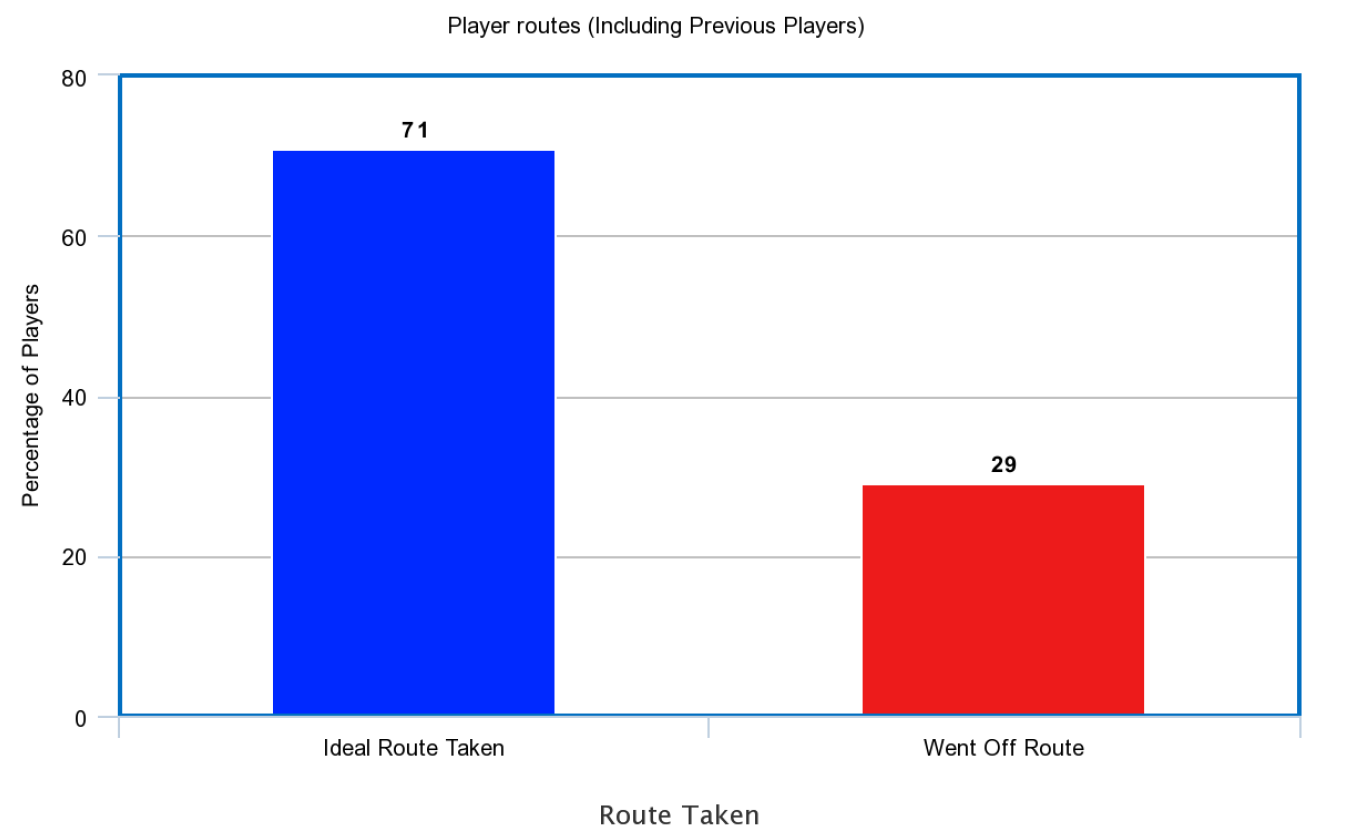 Player routes (Including Previous Players)
80
60
40
20
0
Percentage of Players
71
29
Ideal Route Taken
Went Off Route
Route Taken